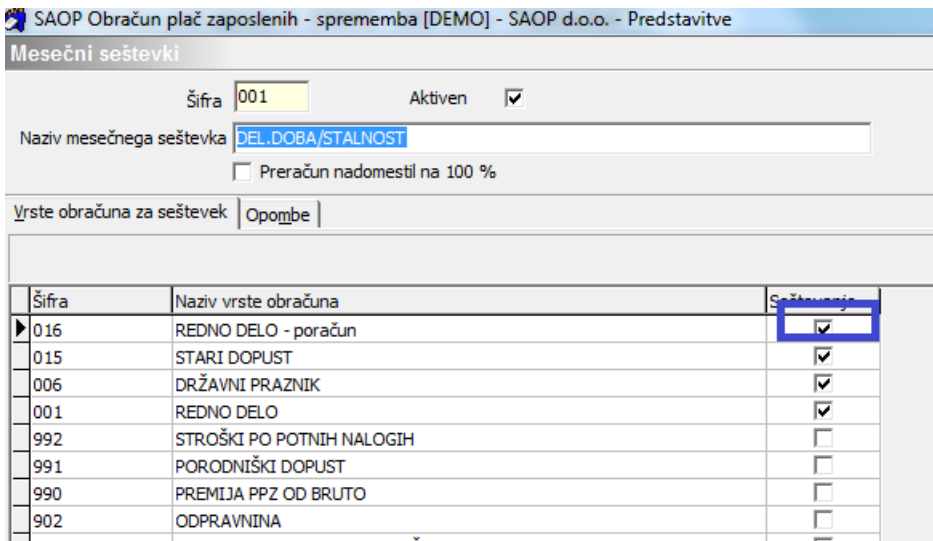 SAOP Obračun plač zaposlenih - sprememba [DEMO] - SAOP d.o.o. - Predstavitve
Mesečni seštevki
Šifra 001 Aktiven
Naziv mesečnega seštevka DEL.DOBA/STALNOST
Preračun nadomestil na 100 %
Vrste obračuna za seštevek Opombe
Šifra Naziv vrste obračuna
016 REDNO DELO - poračun
015 STARI DOPUST
006 DRŽAVNI PRAZNIK
001 REDNO DELO
992 STROŠKI PO POTNIH NALOGIH
991 PORODNIŠKI DOPUST
990 PREMIJA PPZ OD BRUTO
902 ODPRAVNINA